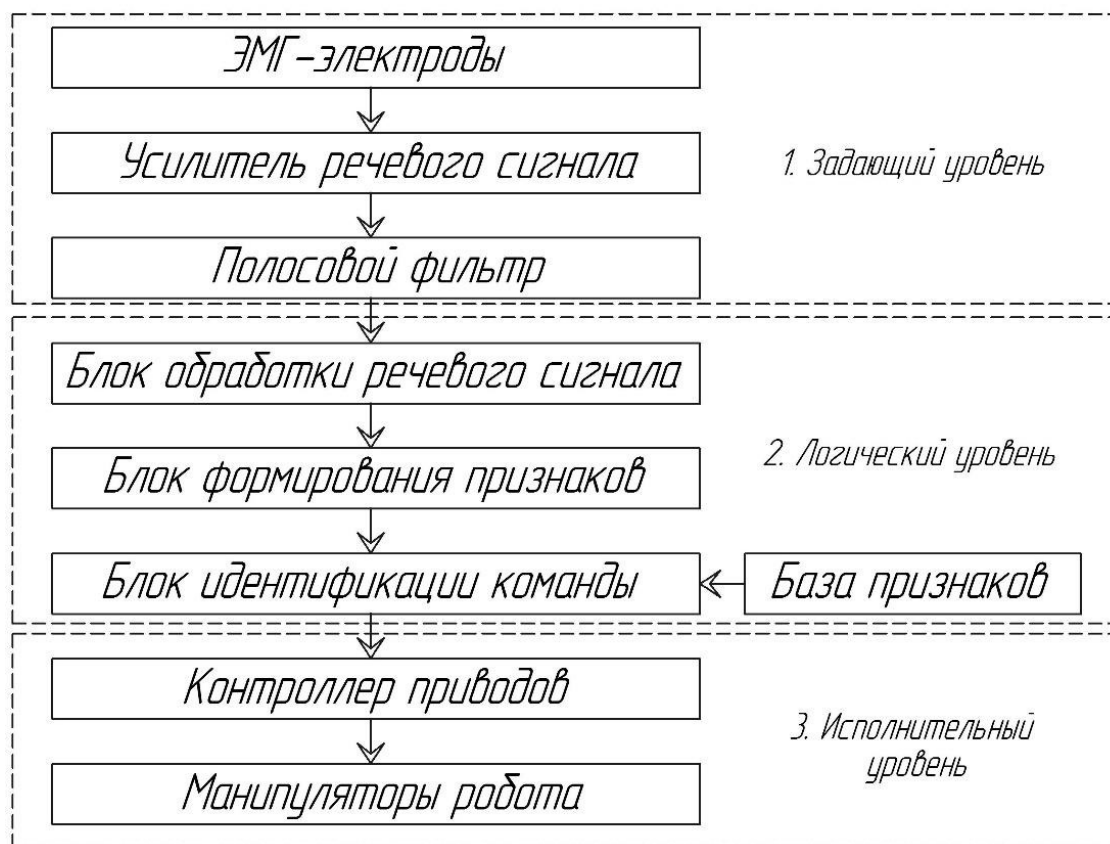 ЭМГ-электроды
Усилитель речевого сигнала
1. Задающий уровень
Полосовой фильтр
Блок обработки речевого сигнала
2. Логический уровень
Блок формирования признаков
Блок идентификации команды
База признаков
Контроллер приводов
3. Исполнительный
уровень
Манипуляторы робота